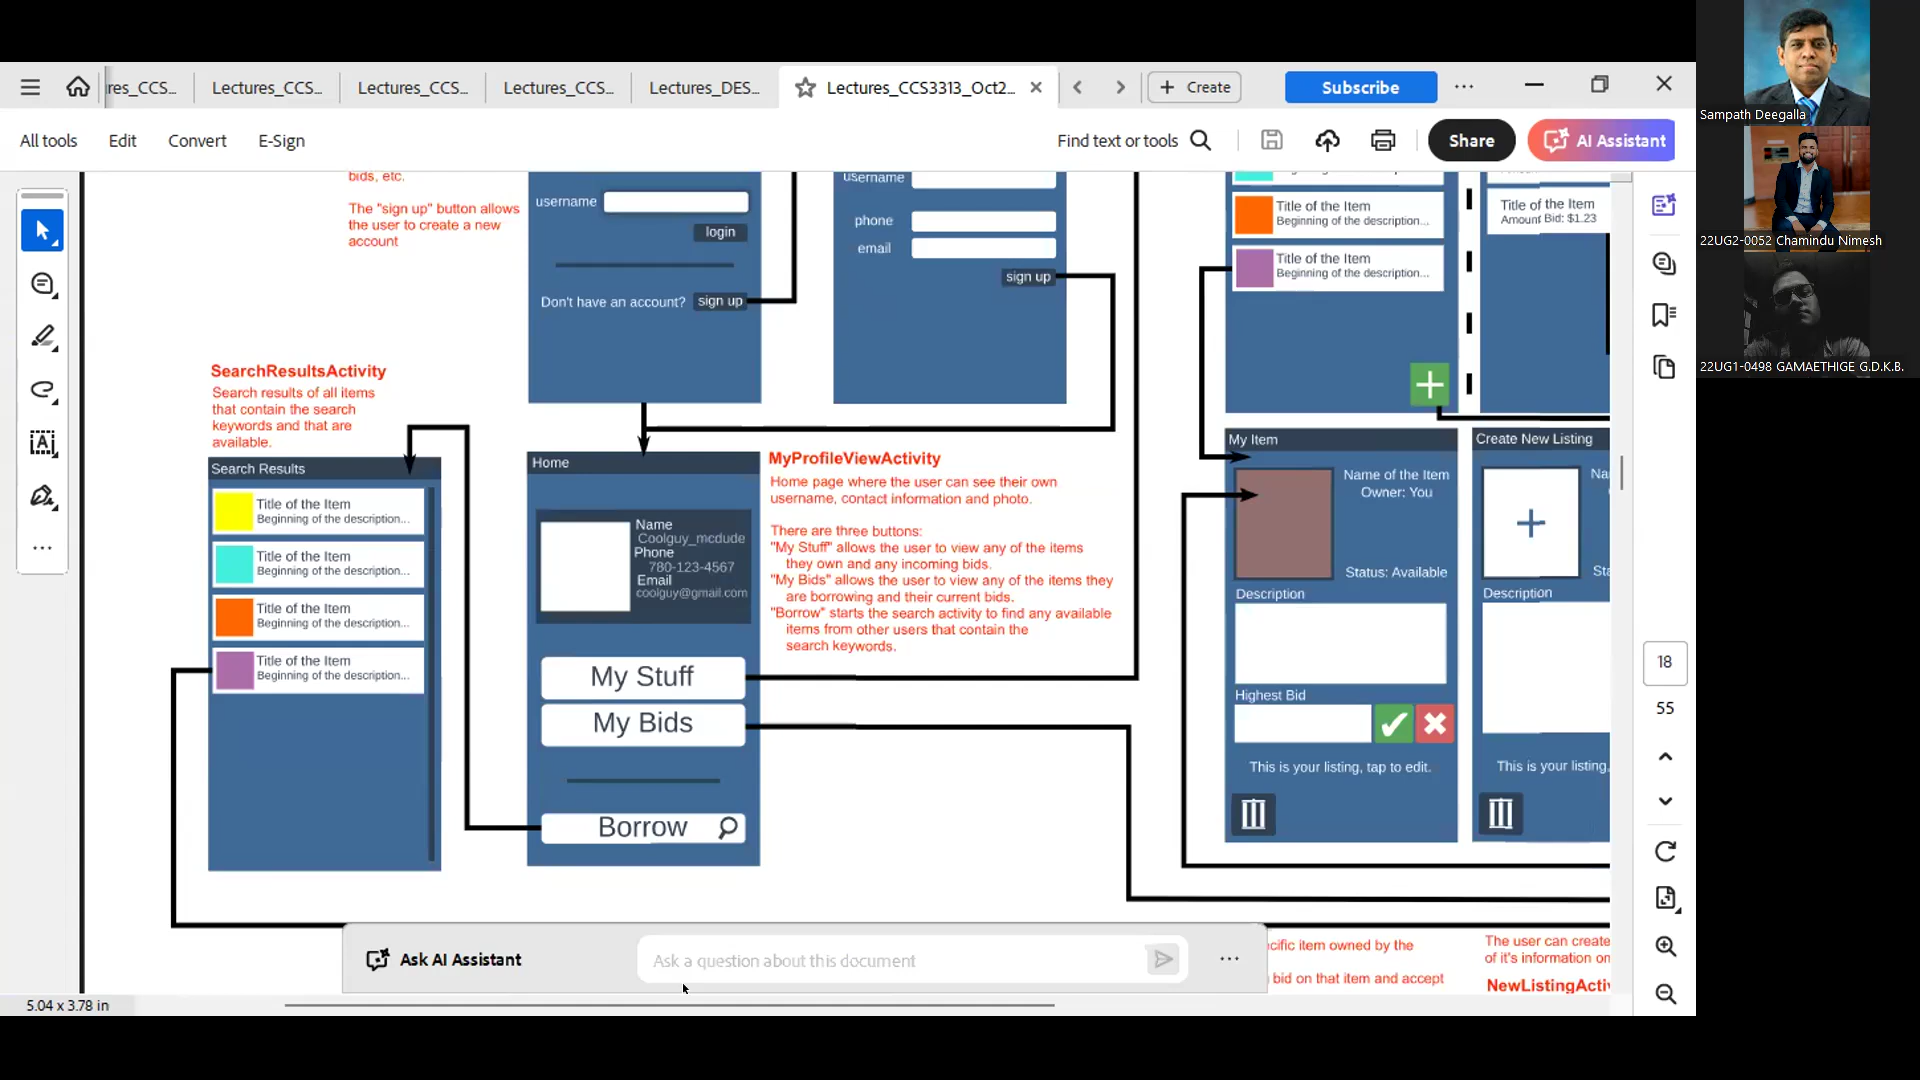 res_CCS...
Lectures_CCS...
Lectures_CCS...
Lectures_CCS...
Lectures_DES...
Lectures_CCS3313_Oct2...
Create
Subscribe
All tools
Edit
Convert
E-Sign
Find text or tools
Share
AI Assistant
bids, etc.
The "sign up" button allows
the user to create a new
account
username
login
Don't have an account?
sign up
username
phone
email
sign up
Title of the Item
Beginning of the description...
Title of the Item
Beginning of the description...
Title of the Item
Amount Bid: $1.23
SearchResultsActivity
Search results of all items
that contain the search
keywords and that are
available.
Search Results
Title of the Item
Beginning of the description...
Title of the Item
Beginning of the description...
Title of the Item
Beginning of the description...
Title of the Item
Beginning of the description...
Home
Name
Coolguy_mcdude
Phone
780-123-4567
Email
coolguy@gmail.com
My Stuff
My Bids
Borrow
MyProfileViewActivity
Home page where the user can see their own
username, contact information and photo.
There are three buttons:
"My Stuff" allows the user to view any of the items
they own and any incoming bids.
"My Bids" allows the user to view any of the items they
are borrowing and their current bids.
"Borrow" starts the search activity to find any available
items from other users that contain the
search keywords.
My Item
Name of the Item
Owner: You
Status: Available
Description
Highest Bid
This is your listing, tap to edit.
Create New Listing
Na
Sta
Description
This is your listing,
cific item owned by the
bid on that item and accept
The user can create
of it's information on
NewListingActiv
Ask AI Assistant
Ask a question about this document
5.04 x 3.78 in
18
55
Sampath Deegalla
22UG2-0052 Chamindu Nimesh
22UG1-0498 GAMAETHIGE G.D.K.B.